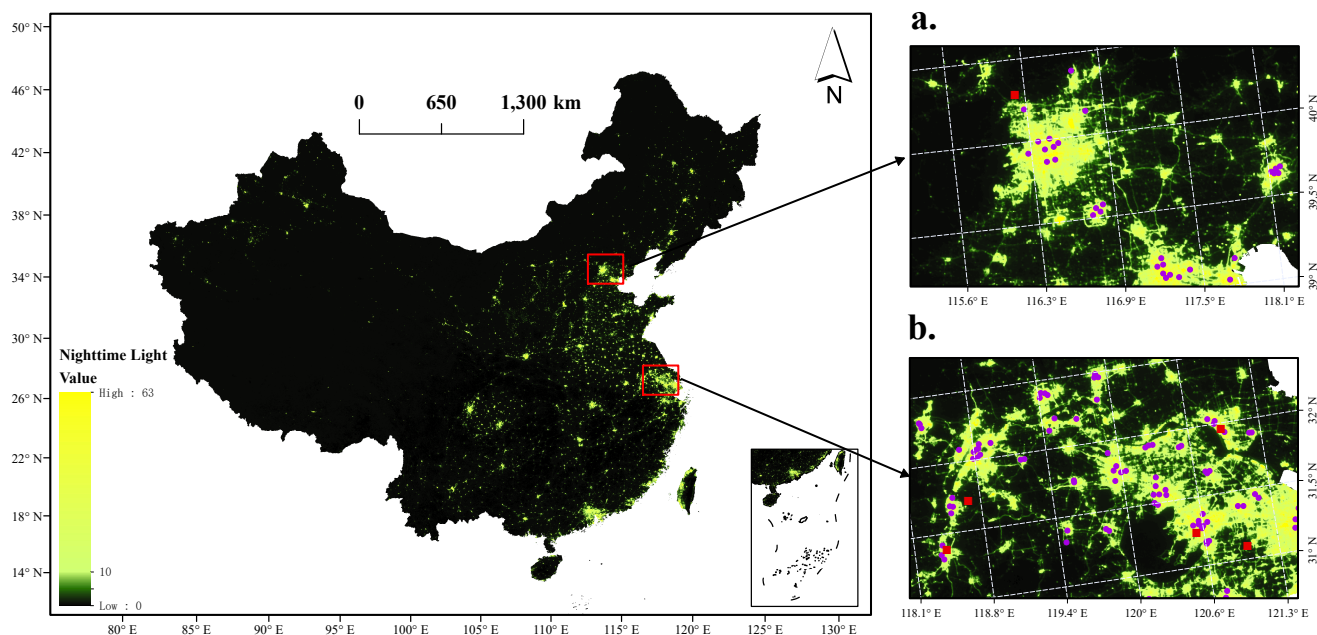 50° N
46° N
42° N
38° N
34° N
30° N
26° N
22° N
18° N
14° N
0 650 1,300 km
N
Nighttime Light
Value
High : 63
10
Low : 0
80° E 85° E 90° E 95° E 100° E 105° E 110° E 115° E 120° E 125° E 130° E
a.
40° N
39.5° N
39° N
115.6° E 116.3° E 116.9° E 117.5° E 118.1° E
b.
32° N
31.5° N
31° N
118.1° E 118.8° E 119.4° E 120° E 120.6° E 121.3° E